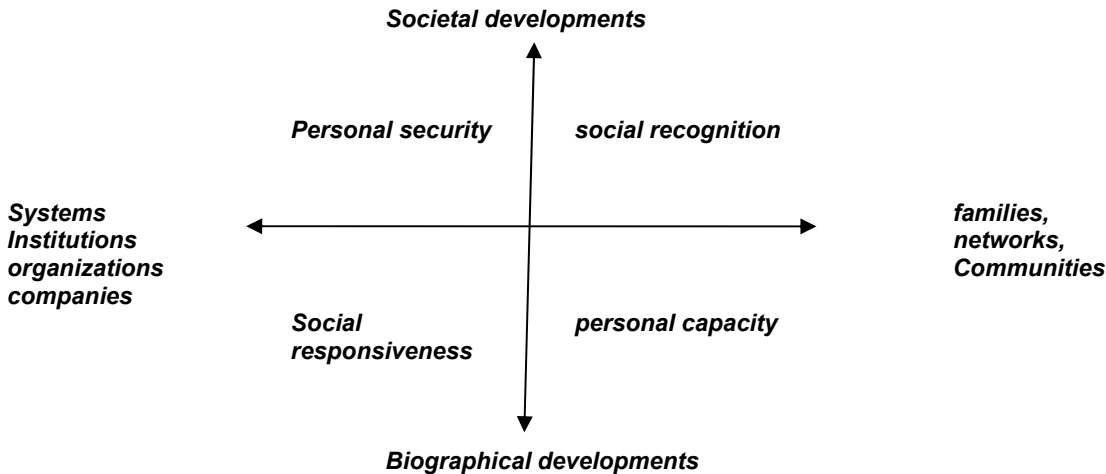 Societal developments
Personal security
social recognition
Systems
Institutions
organizations
companies
families,
networks,
Communities
Social
responsiveness
personal capacity
Biographical developments